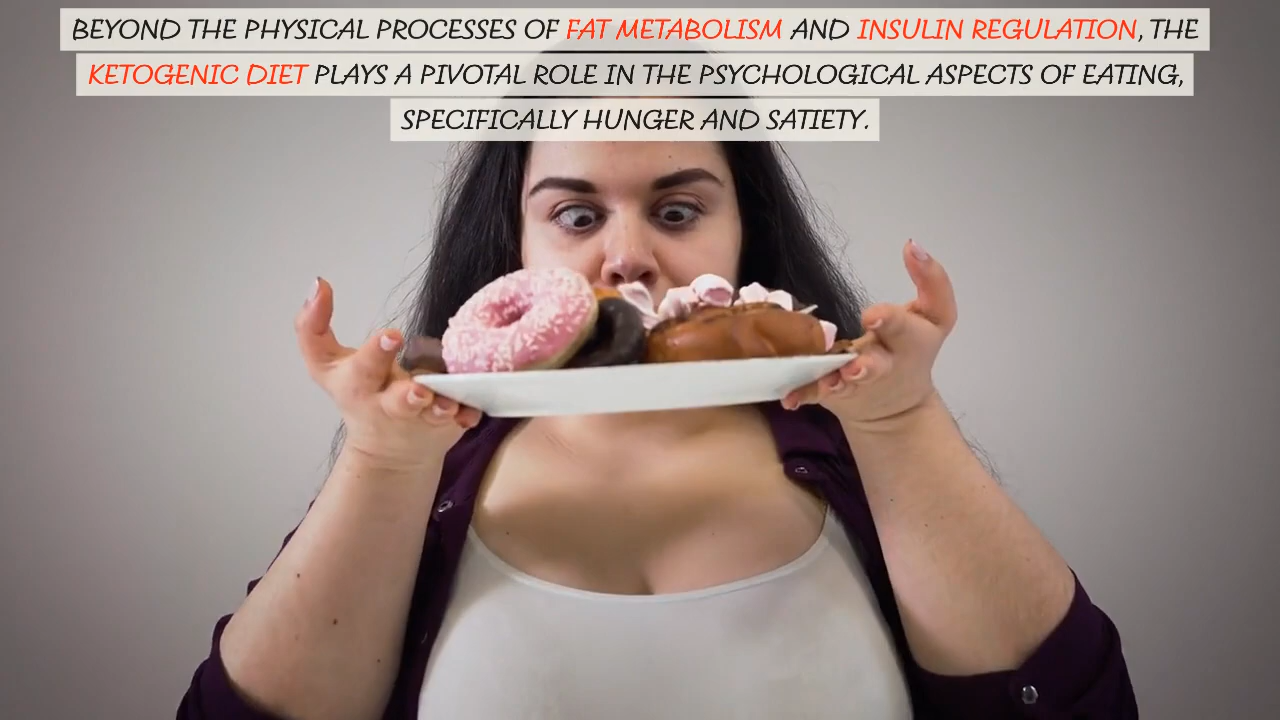 BEYOND THE PHYSICAL PROCESSES OF FAT METABOLISM AND INSULIN REGULATION, THE
KETOGENIC DIET PLAYS A PIVOTAL ROLE IN THE PSYCHOLOGICAL ASPECTS OF EATING,
SPECIFICALLY HUNGER AND SATIETY.